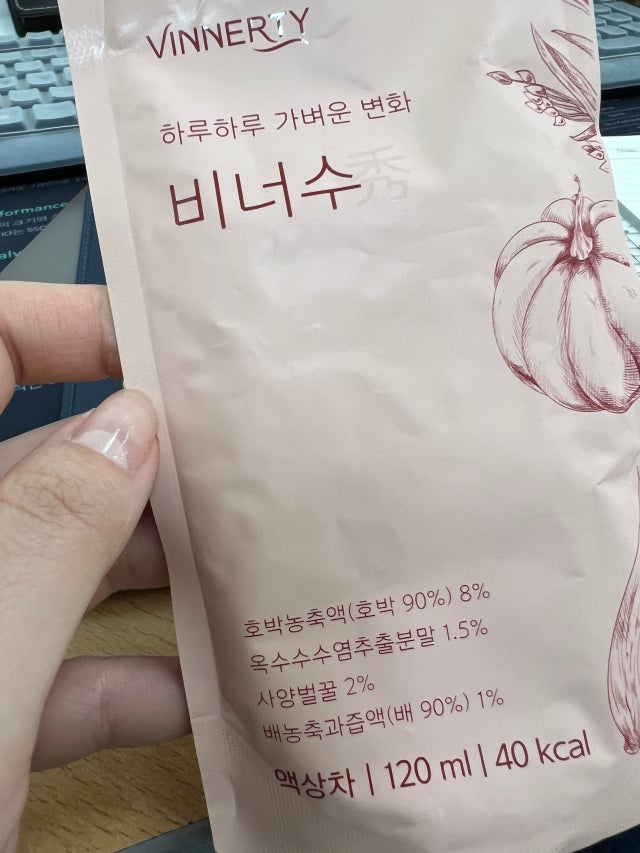 VINNERTY
하루하루 가벼운 변화
비너수秀
호박농축액(호박 90%) 8%
옥수수수염추출분말 1.5%
사양벌꿀 2%
배농축과즙액(배 90%) 1%
액상차 | 120 ml | 40 kcal
formance